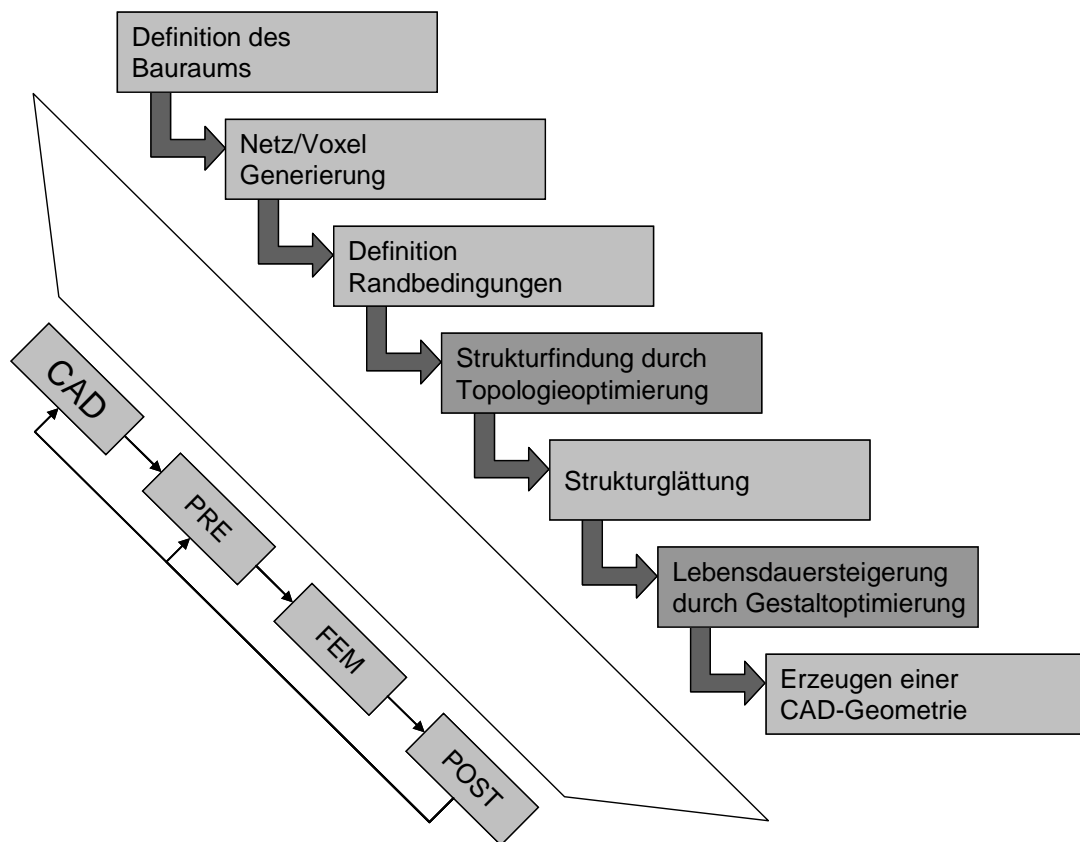 Definition des
Bauraums
Netz/Voxel
Generierung
Definition
Randbedingungen
Strukturfindung durch
Topologieoptimierung
Strukturglättung
Lebensdauersteigerung
durch Gestaltoptimierung
Erzeugen einer
CAD-Geometrie
CAD
PRE
FEM
POST